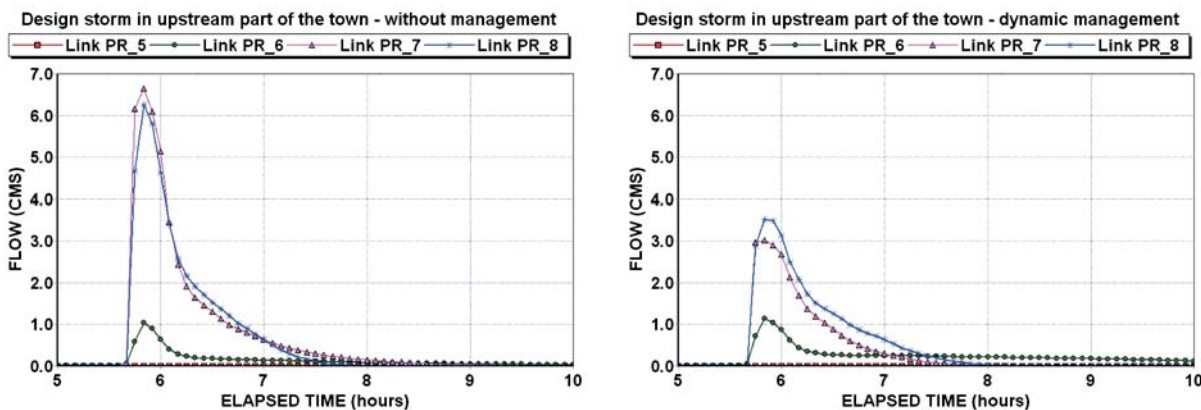 Design storm in upstream part of the town - without management
Link PR_5 Link PR_6 Link PR_7 Link PR_8
7.0
6.0
5.0
4.0
3.0
2.0
1.0
0.0
FLOW (CMS)
5 6 7 8 9 10
ELAPSED TIME (hours)
Design storm in upstream part of the town - dynamic management
Link PR_5 Link PR_6 Link PR_7 Link PR_8
7.0
6.0
5.0
4.0
3.0
2.0
1.0
0.0
FLOW (CMS)
5 6 7 8 9 10
ELAPSED TIME (hours)